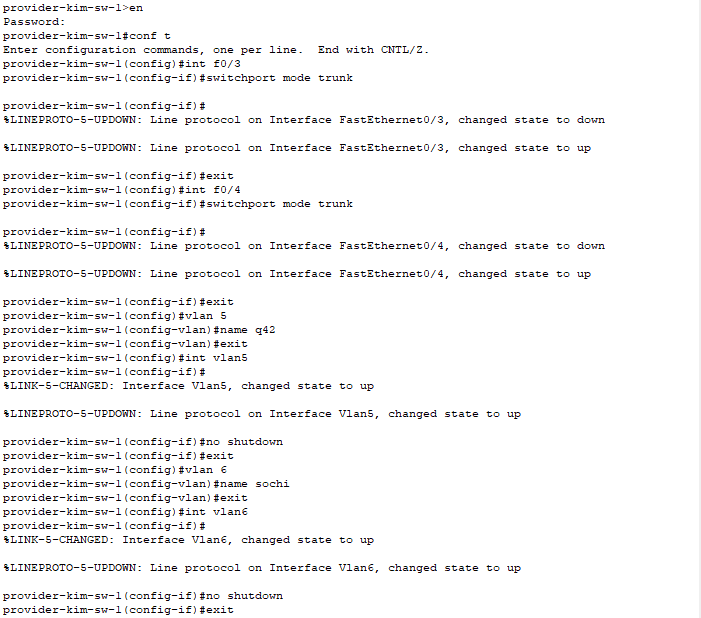 provider-kim-sw-1>en
Password:
provider-kim-sw-1#conf t
Enter configuration commands, one per line.  End with CNTL/Z.
provider-kim-sw-1(config)#int f0/3
provider-kim-sw-1(config-if)#switchport mode trunk
provider-kim-sw-1(config-if)#
%LINEPROTO-5-UPDOWN: Line protocol on Interface FastEthernet0/3, changed state to down
%LINEPROTO-5-UPDOWN: Line protocol on Interface FastEthernet0/3, changed state to up
provider-kim-sw-1(config-if)#exit
provider-kim-sw-1(config)#int f0/4
provider-kim-sw-1(config-if)#switchport mode trunk
provider-kim-sw-1(config-if)#
%LINEPROTO-5-UPDOWN: Line protocol on Interface FastEthernet0/4, changed state to down
%LINEPROTO-5-UPDOWN: Line protocol on Interface FastEthernet0/4, changed state to up
provider-kim-sw-1(config-if)#exit
provider-kim-sw-1(config)#vlan 5
provider-kim-sw-1(config-vlan)#name q42
provider-kim-sw-1(config-vlan)#exit
provider-kim-sw-1(config)#int vlan5
provider-kim-sw-1(config-if)#
%LINK-5-CHANGED: Interface Vlan5, changed state to up
%LINEPROTO-5-UPDOWN: Line protocol on Interface Vlan5, changed state to up
provider-kim-sw-1(config-if)#no shutdown
provider-kim-sw-1(config-if)#exit
provider-kim-sw-1(config)#vlan 6
provider-kim-sw-1(config-vlan)#name sochi
provider-kim-sw-1(config-vlan)#exit
provider-kim-sw-1(config)#int vlan6
provider-kim-sw-1(config-if)#
%LINK-5-CHANGED: Interface Vlan6, changed state to up
%LINEPROTO-5-UPDOWN: Line protocol on Interface Vlan6, changed state to up
provider-kim-sw-1(config-if)#no shutdown
provider-kim-sw-1(config-if)#exit